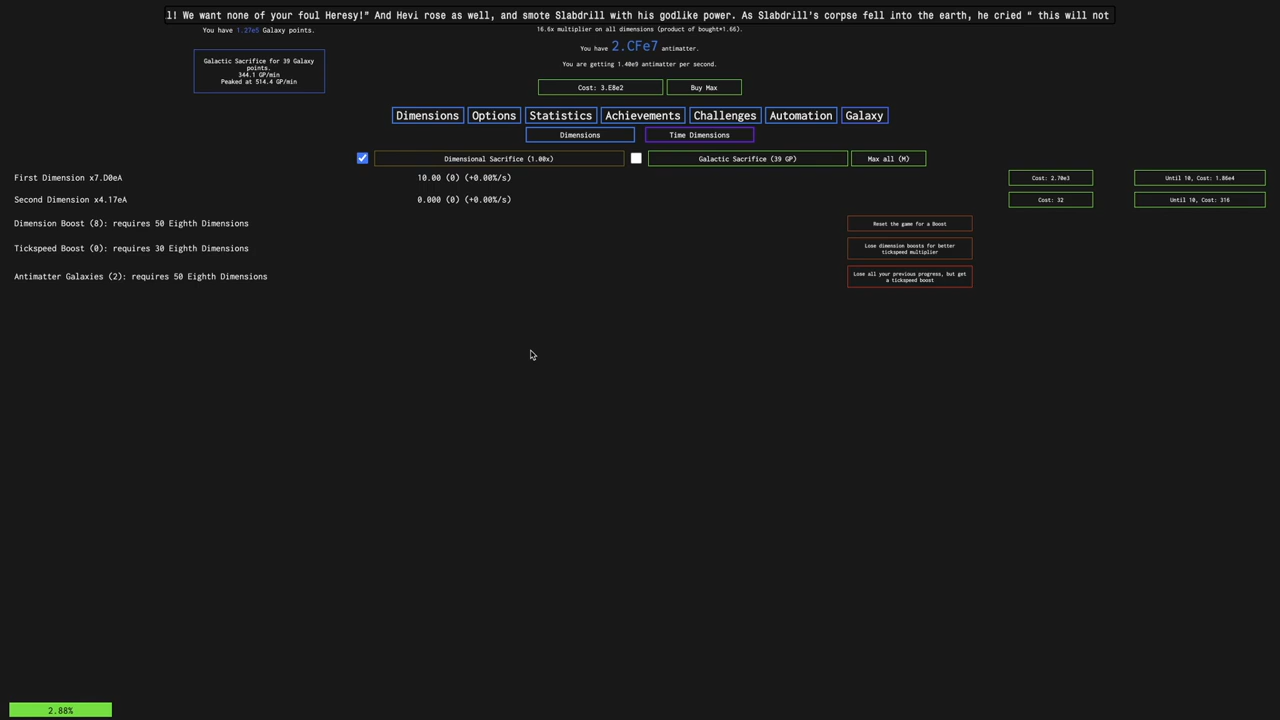 l! We want none of your foul Heresy!" And Hevi rose as well, and smote Slabdrill with his godlike power. As Slabdrill's corpse fell into the earth, he cried “ this will not
You have 1.27e5 Galaxy points.
16.6x multiplier on all dimensions (product of bought*1.66).
You have 2.CFe7 antimatter.
Galactic Sacrifice for 39 Galaxy
points.
344.1 GP/min
Peaked at 514.4 GP/min
You are getting 1.40e9 antimatter per second.
Cost: 3.E8e2 Buy Max
Dimensions Options Statistics Achievements Challenges Automation Galaxy
Dimensions Time Dimensions
Dimensional Sacrifice (1.00x) Galactic Sacrifice (39 GP) Max all (M)
First Dimension x7.D0eA 10.00 (0) (+0.00%/s) Cost: 2.70e3 Until 10, Cost: 1.86e4
Second Dimension x4.17eA 0.000 (0) (+0.00%/s) Cost: 32 Until 10, Cost: 316
Dimension Boost (8): requires 50 Eighth Dimensions Reset the game for a Boost
Tickspeed Boost (0): requires 30 Eighth Dimensions Lose dimension boosts for better
tickspeed multiplier
Antimatter Galaxies (2): requires 50 Eighth Dimensions Lose all your previous progress, but get
a tickspeed boost
2.88%